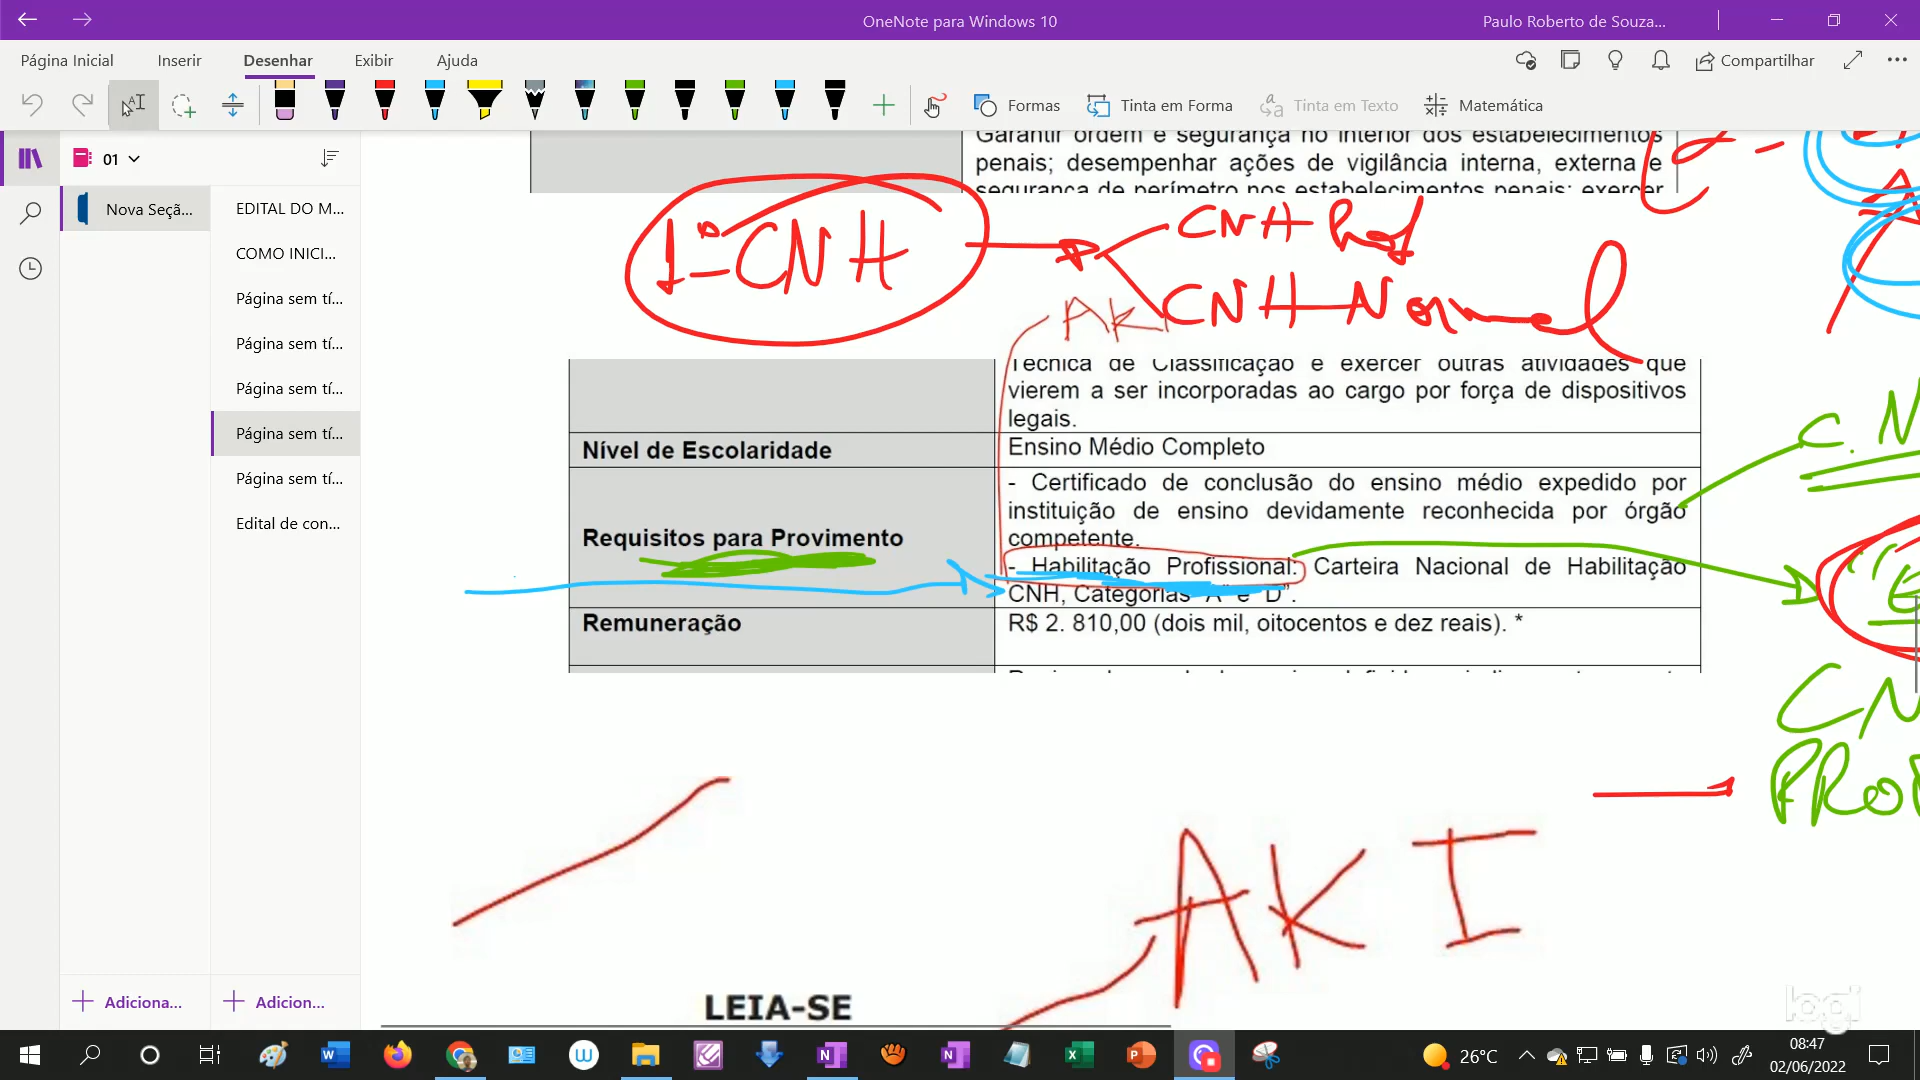 OneNote para Windows 10
Paulo Roberto de Souza...
Página Inicial
Inserir
Desenhar
Exibir
Ajuda
Compartilhar
Formas
Tinta em Forma
Tinta em Texto
Matemática
01
Nova Seçã...
EDITAL DO M...
COMO INICI...
Página sem tí...
Página sem tí...
Página sem tí...
Página sem tí...
Página sem tí...
Edital de con...
Adiciona...
Adicion...
Garantir ordem e segurança no interior dos estabelecimentos
penais; desempenhar ações de vigilância interna, externa e
segurança de perímetro nos estabelecimentos penais; exercer
1º-CNH
CNH Prof
CNH-Normal
AKI
Técnica de Classificação e exercer outras atividades que
vierem a ser incorporadas ao cargo por força de dispositivos
legais.
Nível de Escolaridade
Ensino Médio Completo
Requisitos para Provimento
- Certificado de conclusão do ensino médio expedido por
instituição de ensino devidamente reconhecida por órgão
competente.
- Habilitação Profissional: Carteira Nacional de Habilitação
CNH, Categorias "A" e "D".
Remuneração
R$ 2. 810,00 (dois mil, oitocentos e dez reais). *
C.N
CN
PRO
AKI
LEIA-SE
logi
26°C
08:47
02/06/2022